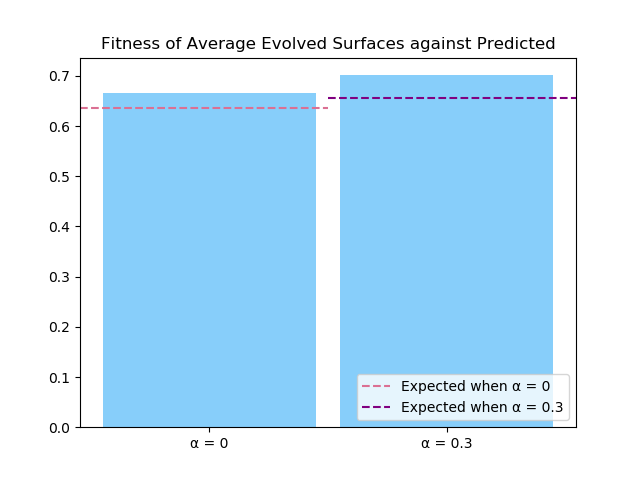 Fitness of Average Evolved Surfaces against Predicted
0.7
0.6
0.5
0.4
0.3
0.2
0.1
0.0
α = 0
α = 0.3
Expected when α = 0
Expected when α = 0.3